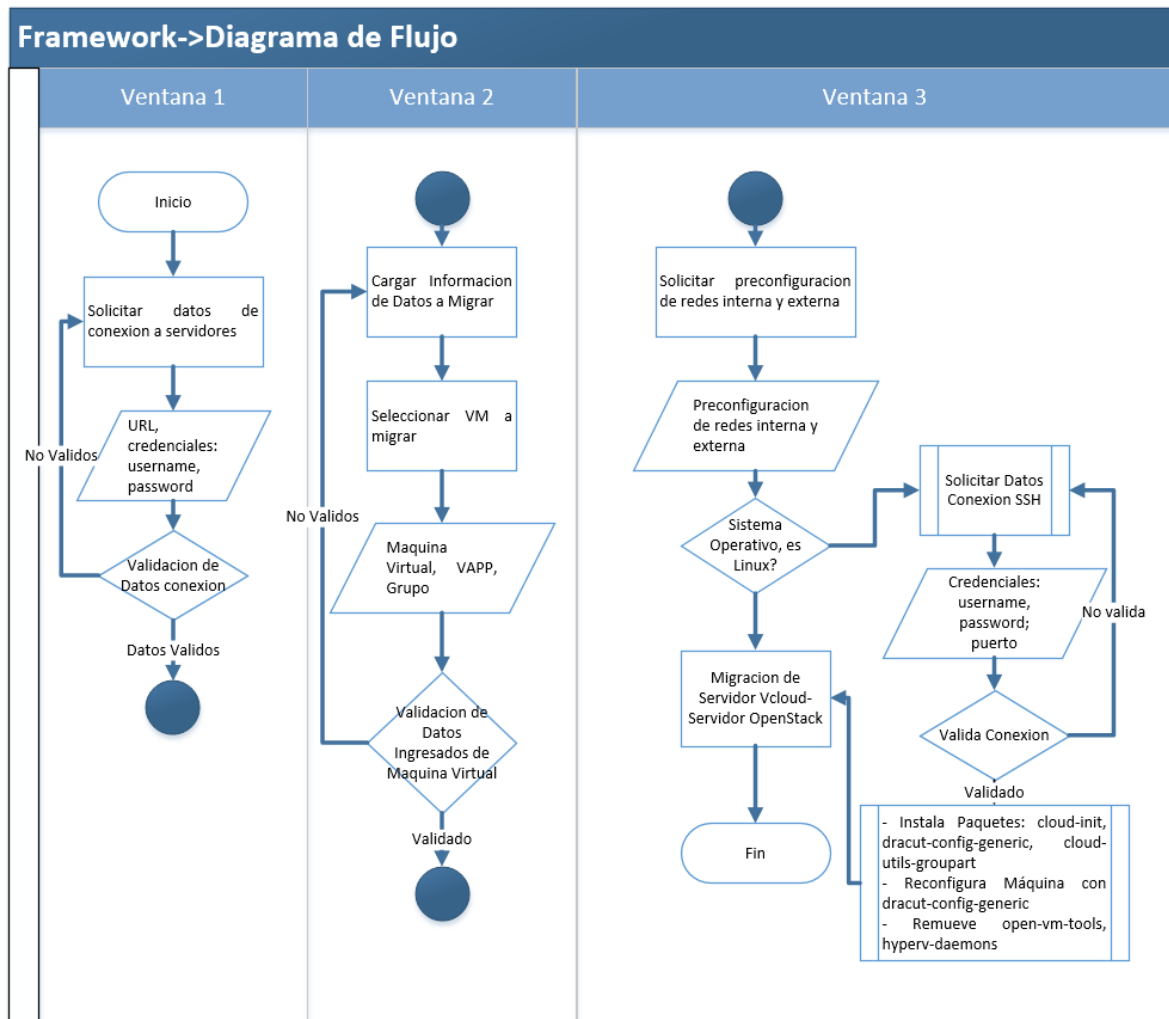 Framework->Diagrama de Flujo
Ventana 1
Ventana 2
Ventana 3
Inicio
Solicitar datos de
conexion a servidores
URL,
credenciales:
username,
password
No Validos
Validacion de
Datos conexion
Datos Validos
Cargar Informacion
de Datos a Migrar
Seleccionar VM a
migrar
No Validos
Maquina
Virtual, VAPP,
Grupo
Validacion de
Datos
Ingresados de
Maquina Virtual
Validado
Solicitar preconfiguracion
de redes interna y externa
Preconfiguracion
de redes interna y
externa
Sistema
Operativo, es
Linux?
Migracion de
Servidor Vcloud-
Servidor OpenStack
Fin
Solicitar Datos
Conexion SSH
Credenciales:
username,
password;
puerto
No valida
Valida Conexion
Validado
- Instala Paquetes: cloud-init,
dracut-config-generic, cloud-
utils-groupart
- Reconfigura Máquina con
dracut-config-generic
- Remueve open-vm-tools,
hyperv-daemons